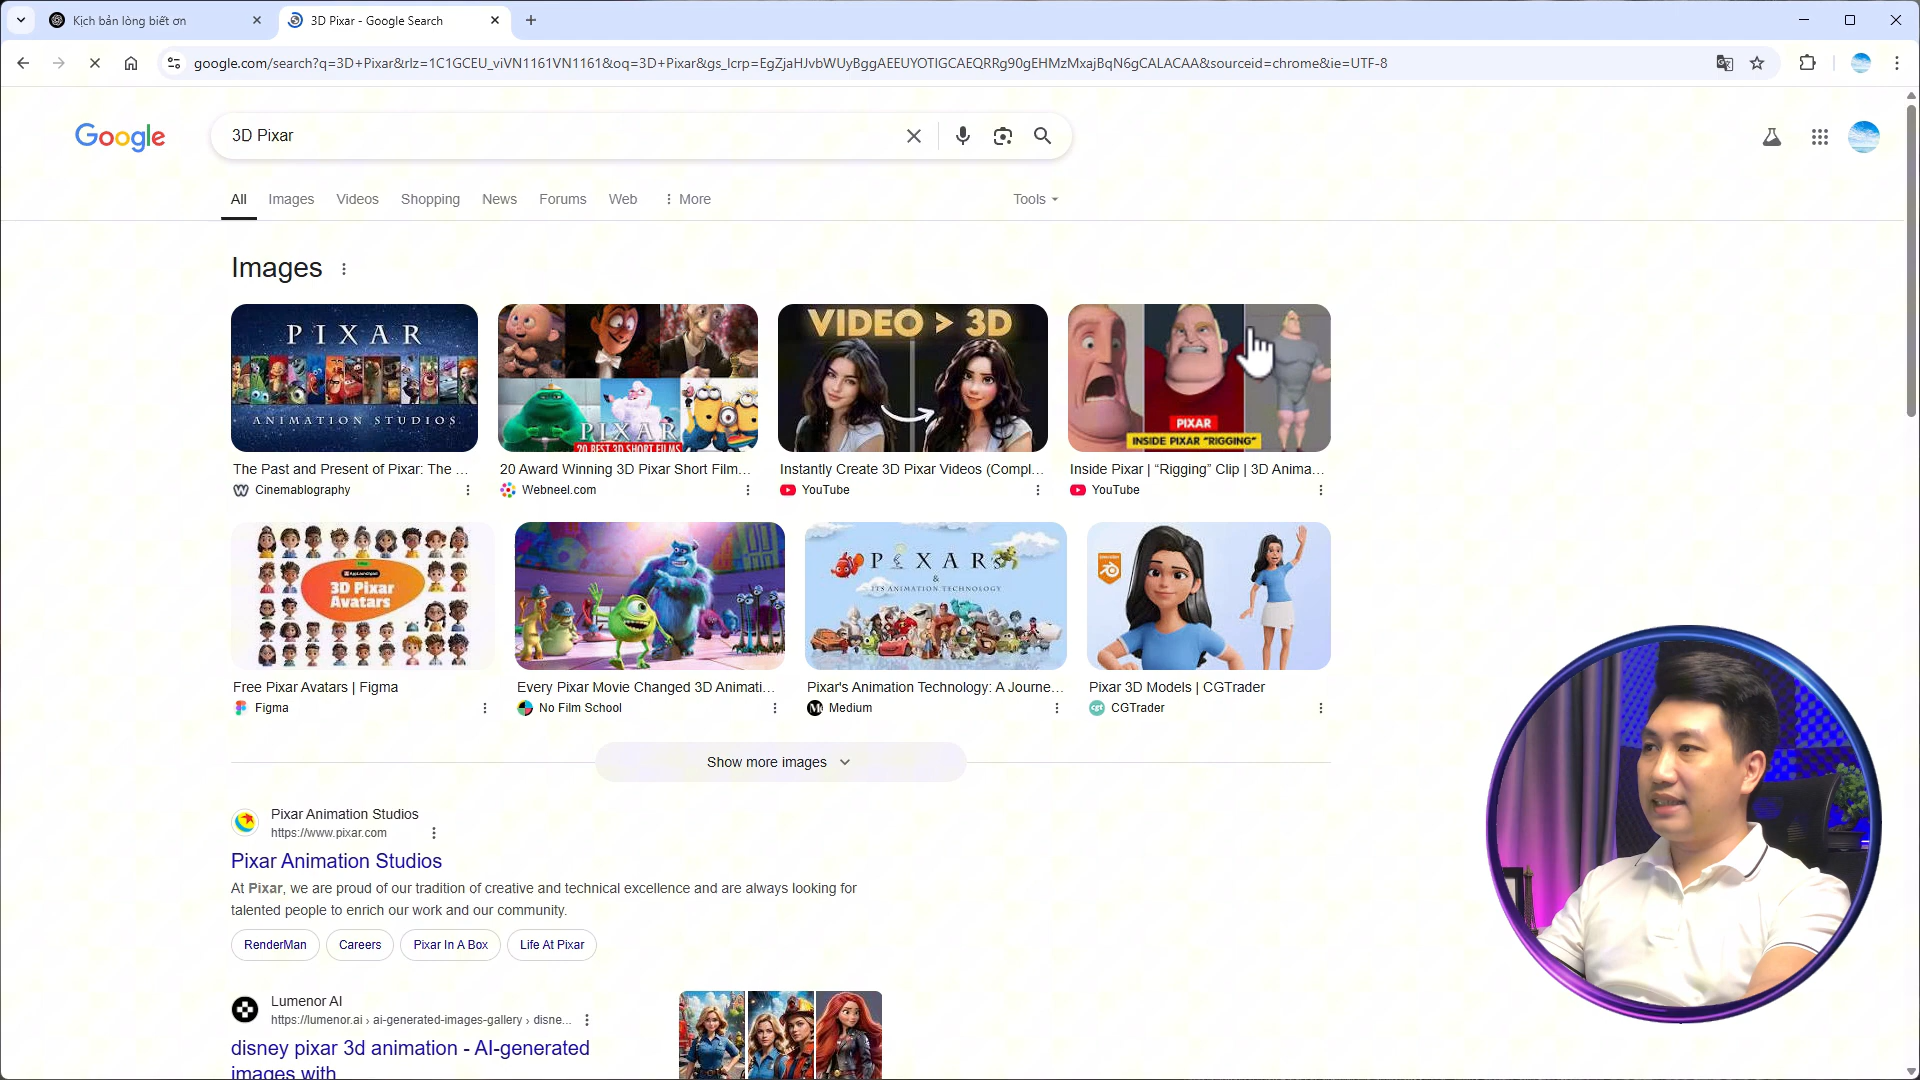 Kịch bản lòng biết ơn
3D Pixar - Google Search
google.com/search?q=3D+Pixar&rlz=1C1GCEU_viVN1161VN1161&oq=3D+Pixar&gs_lcrp=EgZjaHJvbWUyBggAEEUYOTIGCAEQRRg90gEHMzMxajBqN6gCALACAA&sourceid=chrome&ie=UTF-8
Google
3D Pixar
All
Images
Videos
Shopping
News
Forums
Web
More
Tools
Images
PIXAR
ANIMATION STUDIOS
PIXAR
20 BEST 3D SHORT FILMS
VIDEO > 3D
PIXAR
INSIDE PIXAR "RIGGING"
The Past and Present of Pixar: The ...
Cinemablography
20 Award Winning 3D Pixar Short Film...
Webneel.com
Instantly Create 3D Pixar Videos (Compl...
YouTube
Inside Pixar | “Rigging” Clip | 3D Anima...
YouTube
3D Pixar
Avatars
PIXAR's
&
ITS ANIMATION TECHNOLOGY
Free Pixar Avatars | Figma
Figma
Every Pixar Movie Changed 3D Animati...
No Film School
Pixar's Animation Technology: A Journe...
Medium
Pixar 3D Models | CGTrader
CGTrader
Show more images
Pixar Animation Studios
https://www.pixar.com
Pixar Animation Studios
At Pixar, we are proud of our tradition of creative and technical excellence and are always looking for
talented people to enrich our work and our community.
RenderMan
Careers
Pixar In A Box
Life At Pixar
Lumenor AI
https://lumenor.ai › ai-generated-images-gallery › disne...
disney pixar 3d animation - AI-generated
images with